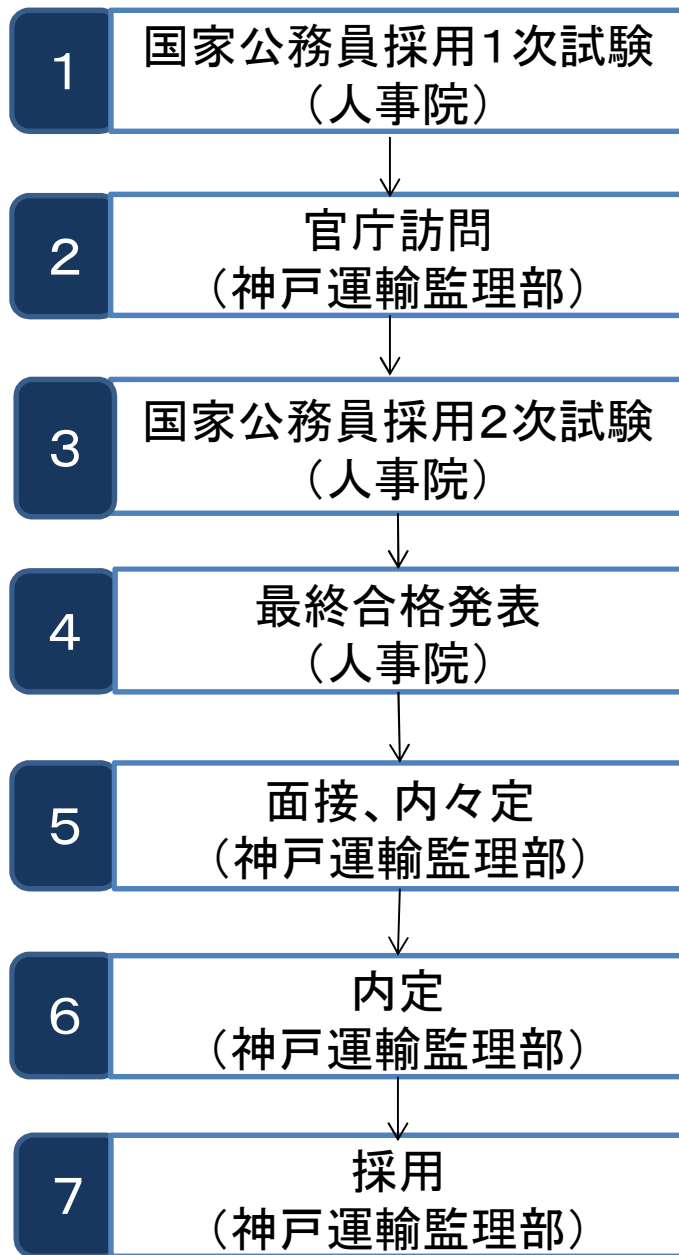 1
国家公務員採用1次試験
（人事院）
2
官庁訪問
（神戸運輸監理部）
3
国家公務員採用2次試験
（人事院）
4
最終合格発表
（人事院）
5
面接、内々定
（神戸運輸監理部）
6
内定
（神戸運輸監理部）
7
採用
（神戸運輸監理部）